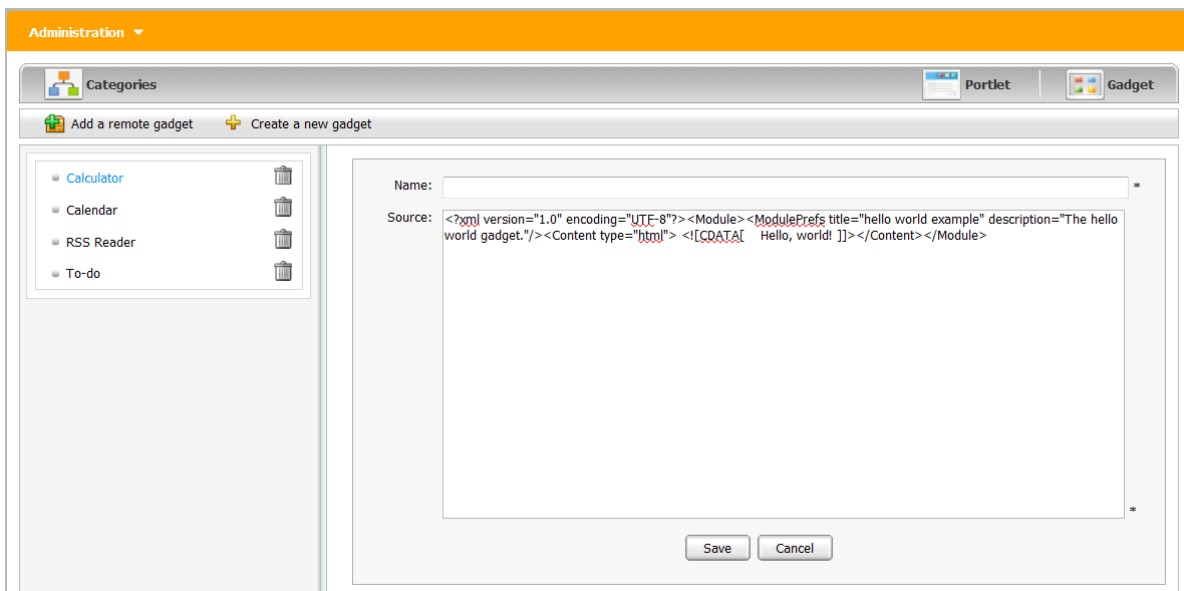 Administration
Categories
Portlet
Gadget
Add a remote gadget
Create a new gadget
Calculator
Calendar
RSS Reader
To-do
Name:
*
Source:
<?xml version="1.0" encoding="UTF-8"?><Module><ModulePrefs title="hello world example" description="The hello
world gadget."/><Content type="html"> <![CDATA[    Hello, world! ]]></Content></Module>
*
Save
Cancel